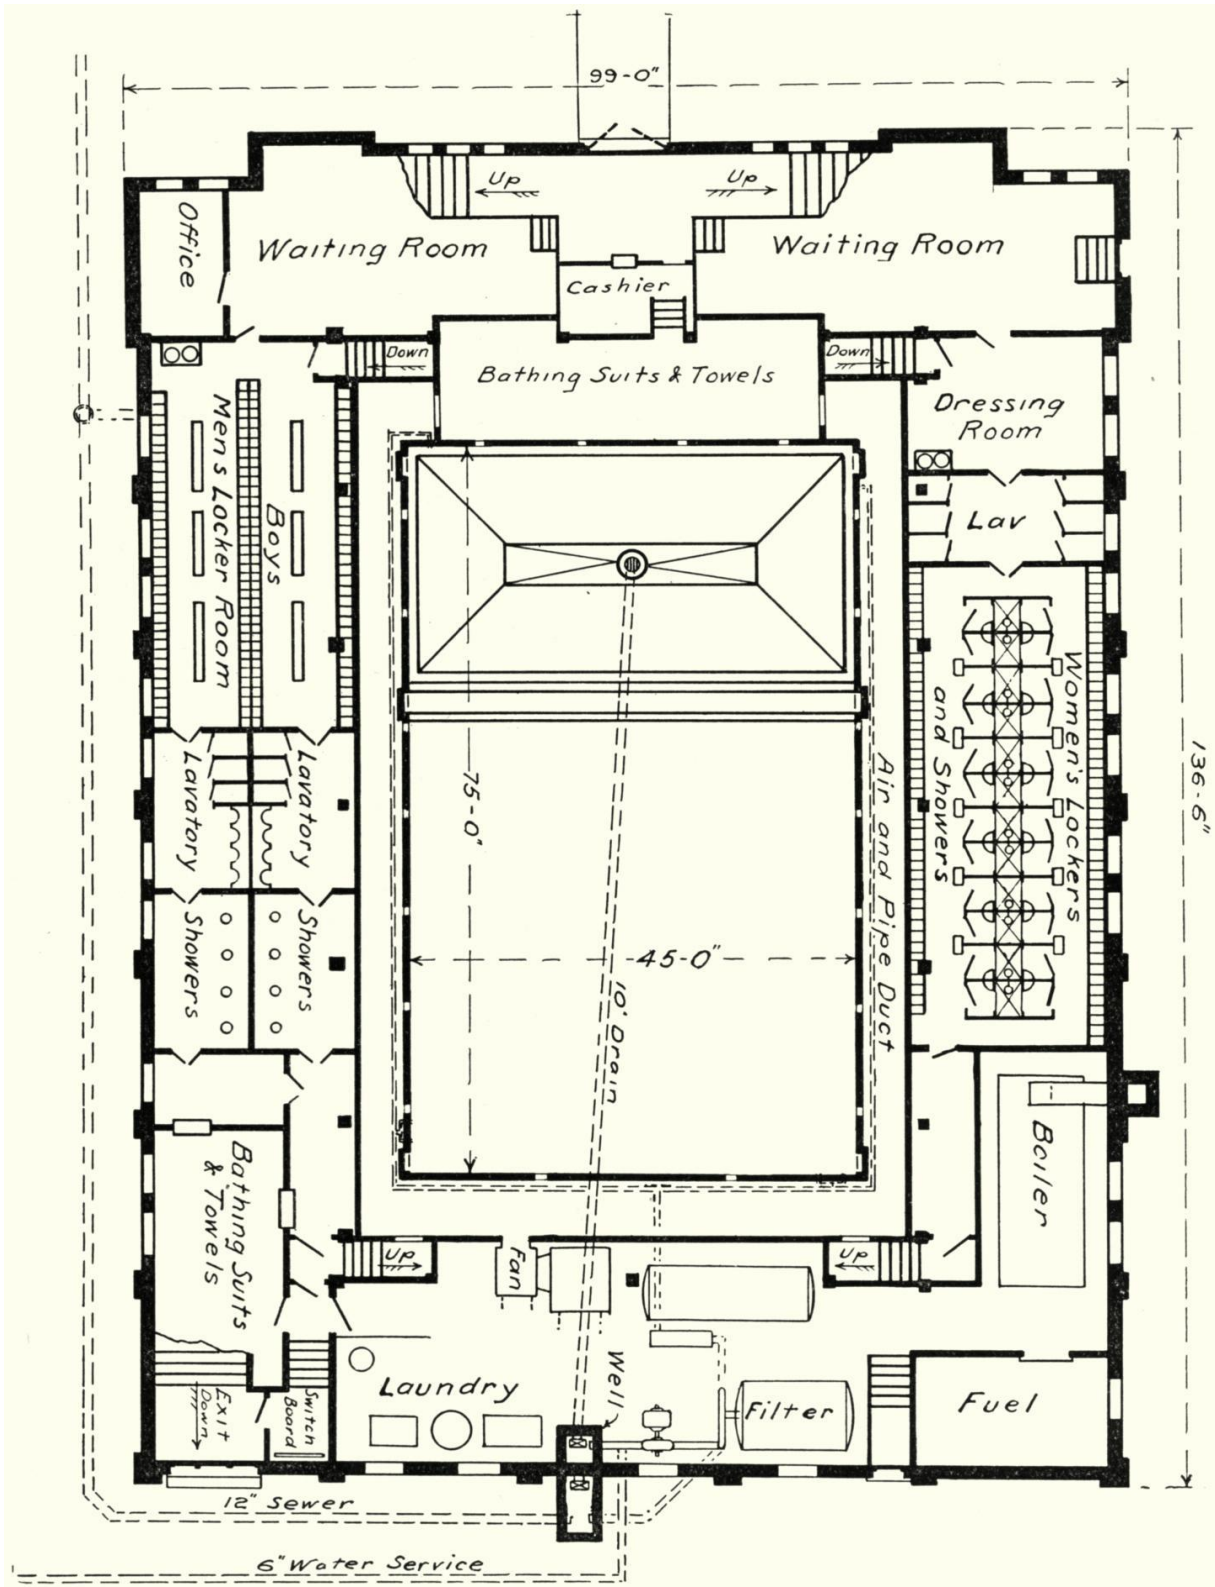 99-0"
Up
Up
Office
Waiting Room
Waiting Room
Cashier
Down
Down
Bathing Suits & Towels
Dressing
Room
Men's Locker Room
Boys
Lav
Women's Lockers
and Showers
136-6"
75-0"
Lavatory
Lavatory
Air and Pipe Duct
Showers
Showers
45-0"
10" Drain
Boiler
Bathing Suits
& Towels
Up
Fan
Up
Well
Laundry
Filter
Fuel
Exit
Down
Switch
Board
12" Sewer
6" Water Service